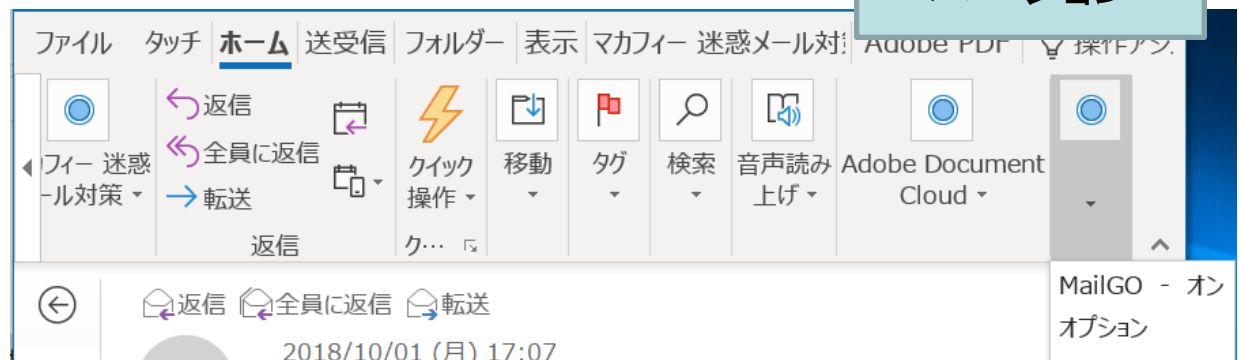 ファイル タッチ ホーム 送受信 フォルダー 表示 マカフィー 迷惑メール対 Adobe PDF 操作アシ
返信
全員に返信
転送
返信
フィー 迷惑
ール対策
クイック
操作
ク…
移動
タグ
検索
音声読み
上げ
Adobe Document
Cloud
MailGO - オン
オプション
返信 全員に返信 転送
2018/10/01 (月) 17:07